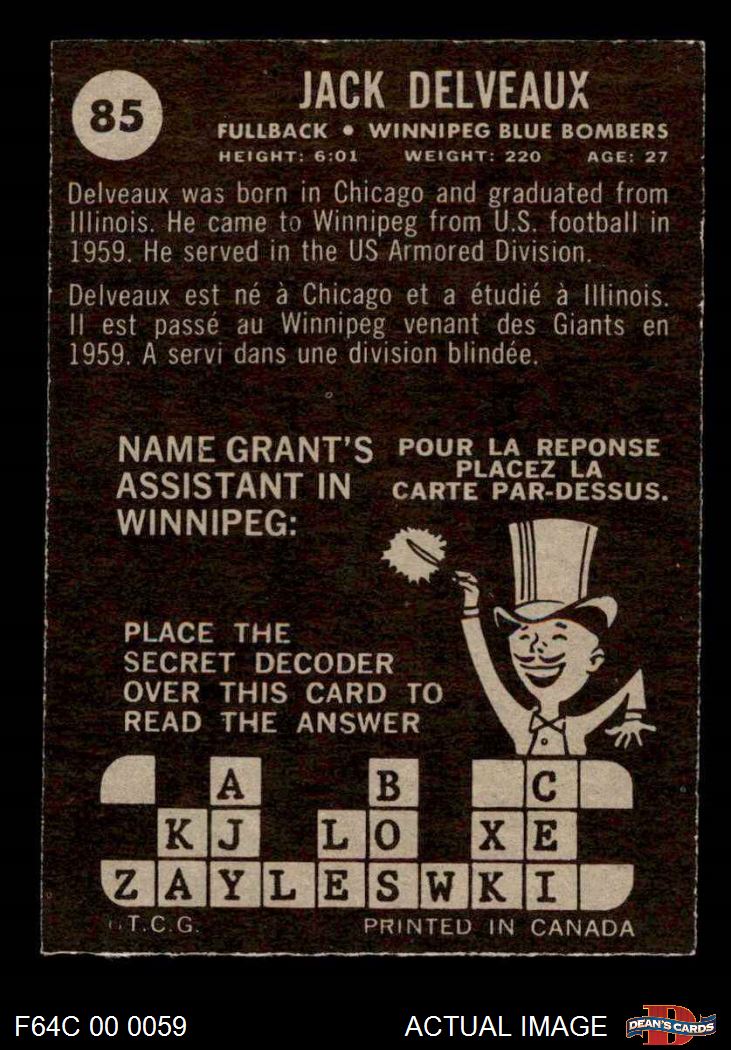 85
JACK DELVEAUX
FULLBACK • WINNIPEG BLUE BOMBERS
HEIGHT: 6:01 WEIGHT: 220 AGE: 27
Delveaux was born in Chicago and graduated from
Illinois. He came to Winnipeg from U.S. football in
1959. He served in the US Armored Division.
Delveaux est né à Chicago et a étudié à Illinois.
Il est passé au Winnipeg venant des Giants en
1959. A servi dans une division blindée.
NAME GRANT'S
ASSISTANT IN
WINNIPEG:
POUR LA REPONSE
PLACEZ LA
CARTE PAR-DESSUS.
PLACE THE
SECRET DECODER
OVER THIS CARD TO
READ THE ANSWER
A B C
K J L O X E
Z A Y L E S W K I
T.C.G. PRINTED IN CANADA
F64C 00 0059 ACTUAL IMAGE
D
DEAN'S CARDS